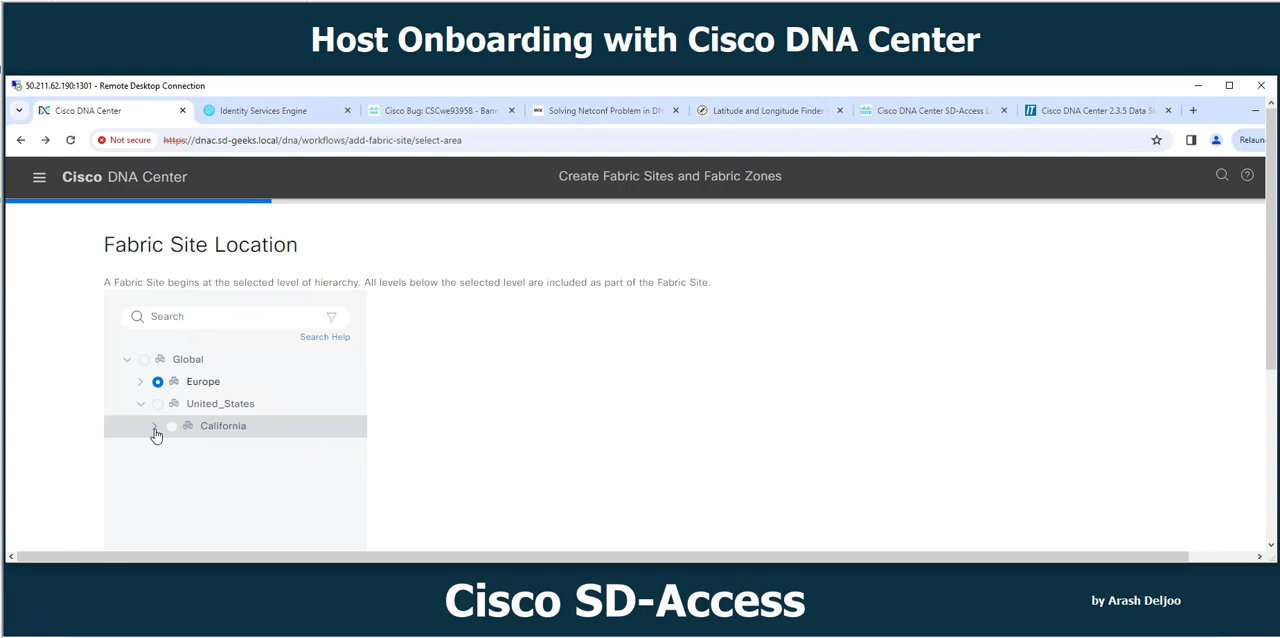 Host Onboarding with Cisco DNA Center
50.211.62.190:1301 - Remote Desktop Connection
Cisco DNA Center
Identity Services Engine
Cisco Bug: CSCwe93958 - Bann
Solving Netconf Problem in DN
Latitude and Longitude Finder
Cisco DNA Center SD-Access L
Cisco DNA Center 2.3.5 Data S
Not secure
https://dnac.sd-geeks.local/dna/workflows/add-fabric-site/select-area
Relaun
Cisco DNA Center
Create Fabric Sites and Fabric Zones
Fabric Site Location
A Fabric Site begins at the selected level of hierarchy. All levels below the selected level are included as part of the Fabric Site.
Search
Search Help
Global
Europe
United_States
California
Cisco SD-Access
by Arash Deljoo